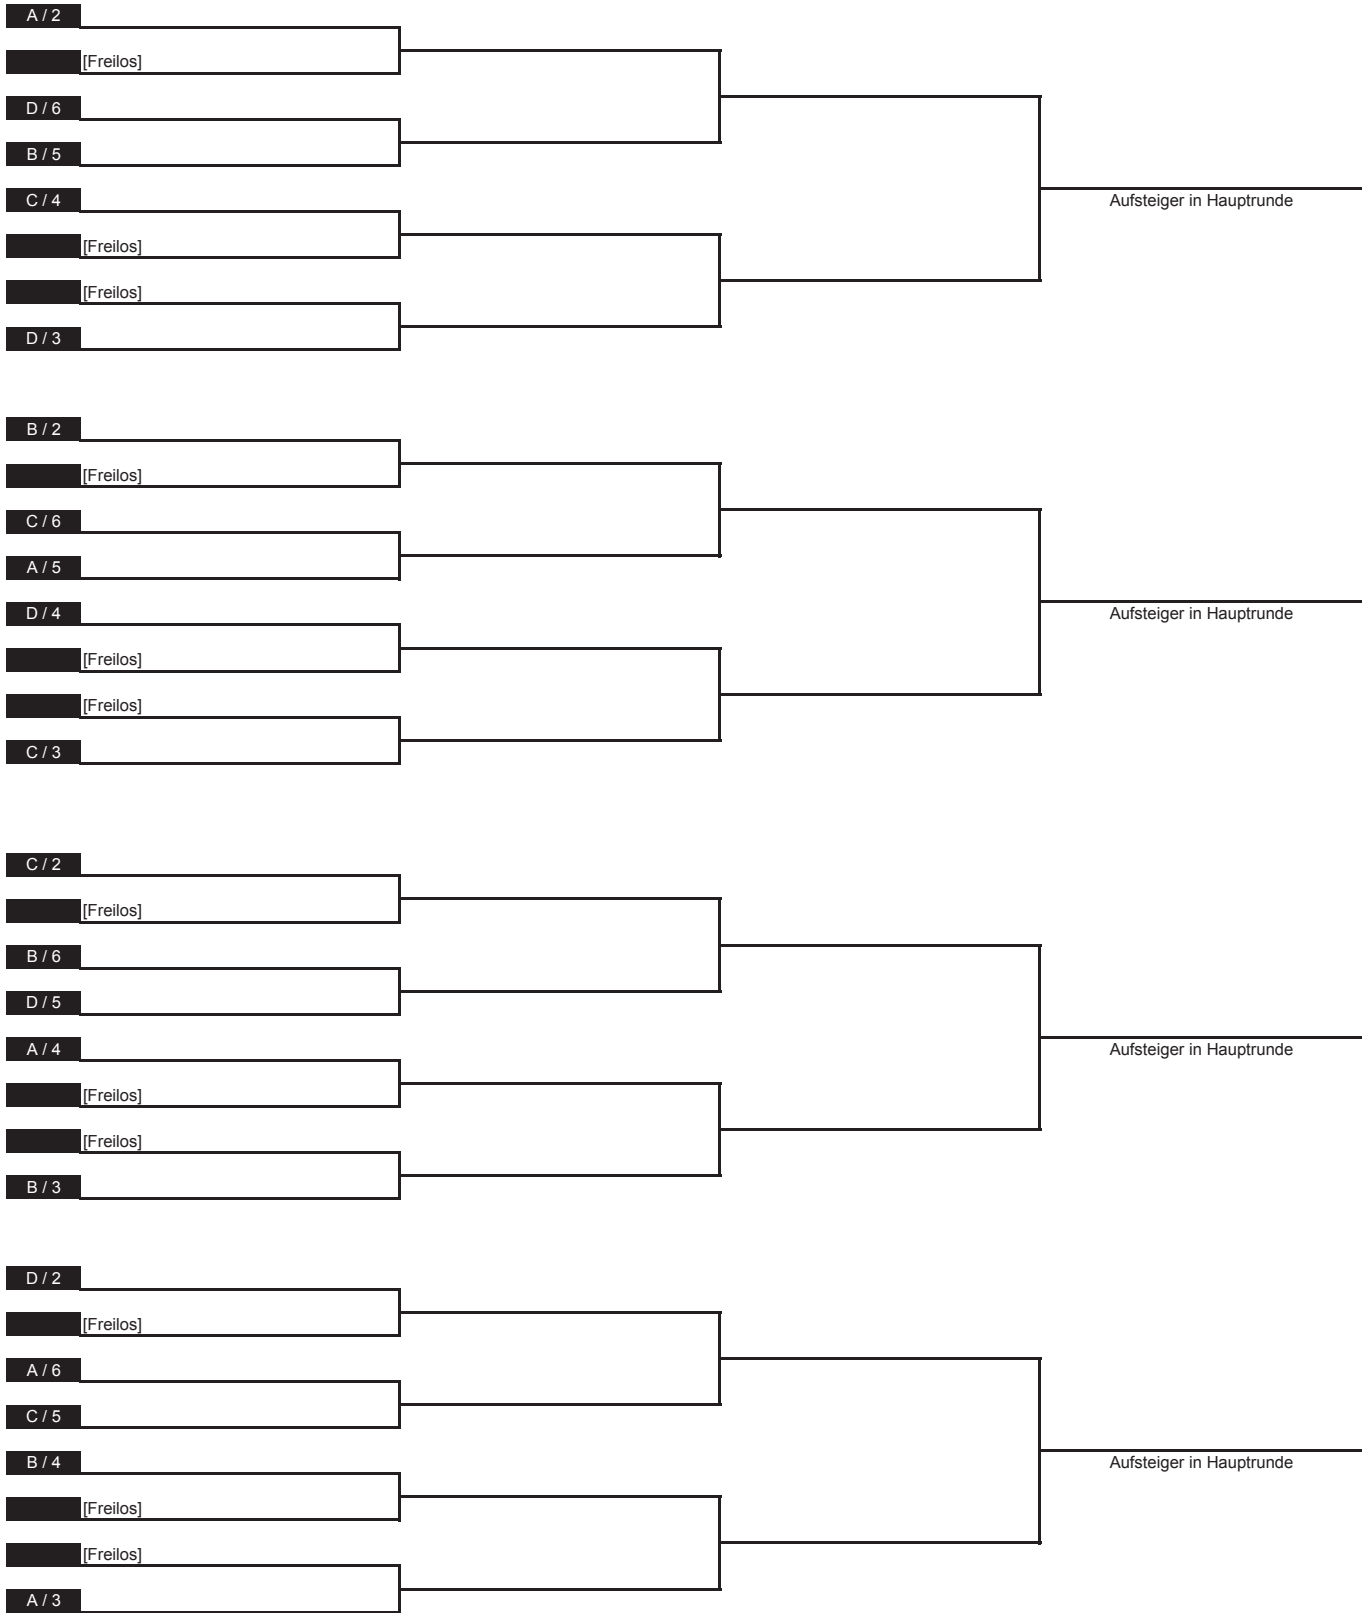 A / 2
[Freilos]
D / 6
B / 5
C / 4
Aufsteiger in Hauptrunde
[Freilos]
[Freilos]
D / 3
B / 2
[Freilos]
C / 6
A / 5
D / 4
Aufsteiger in Hauptrunde
[Freilos]
[Freilos]
C / 3
C / 2
[Freilos]
B / 6
D / 5
A / 4
Aufsteiger in Hauptrunde
[Freilos]
[Freilos]
B / 3
D / 2
[Freilos]
A / 6
C / 5
B / 4
Aufsteiger in Hauptrunde
[Freilos]
[Freilos]
A / 3